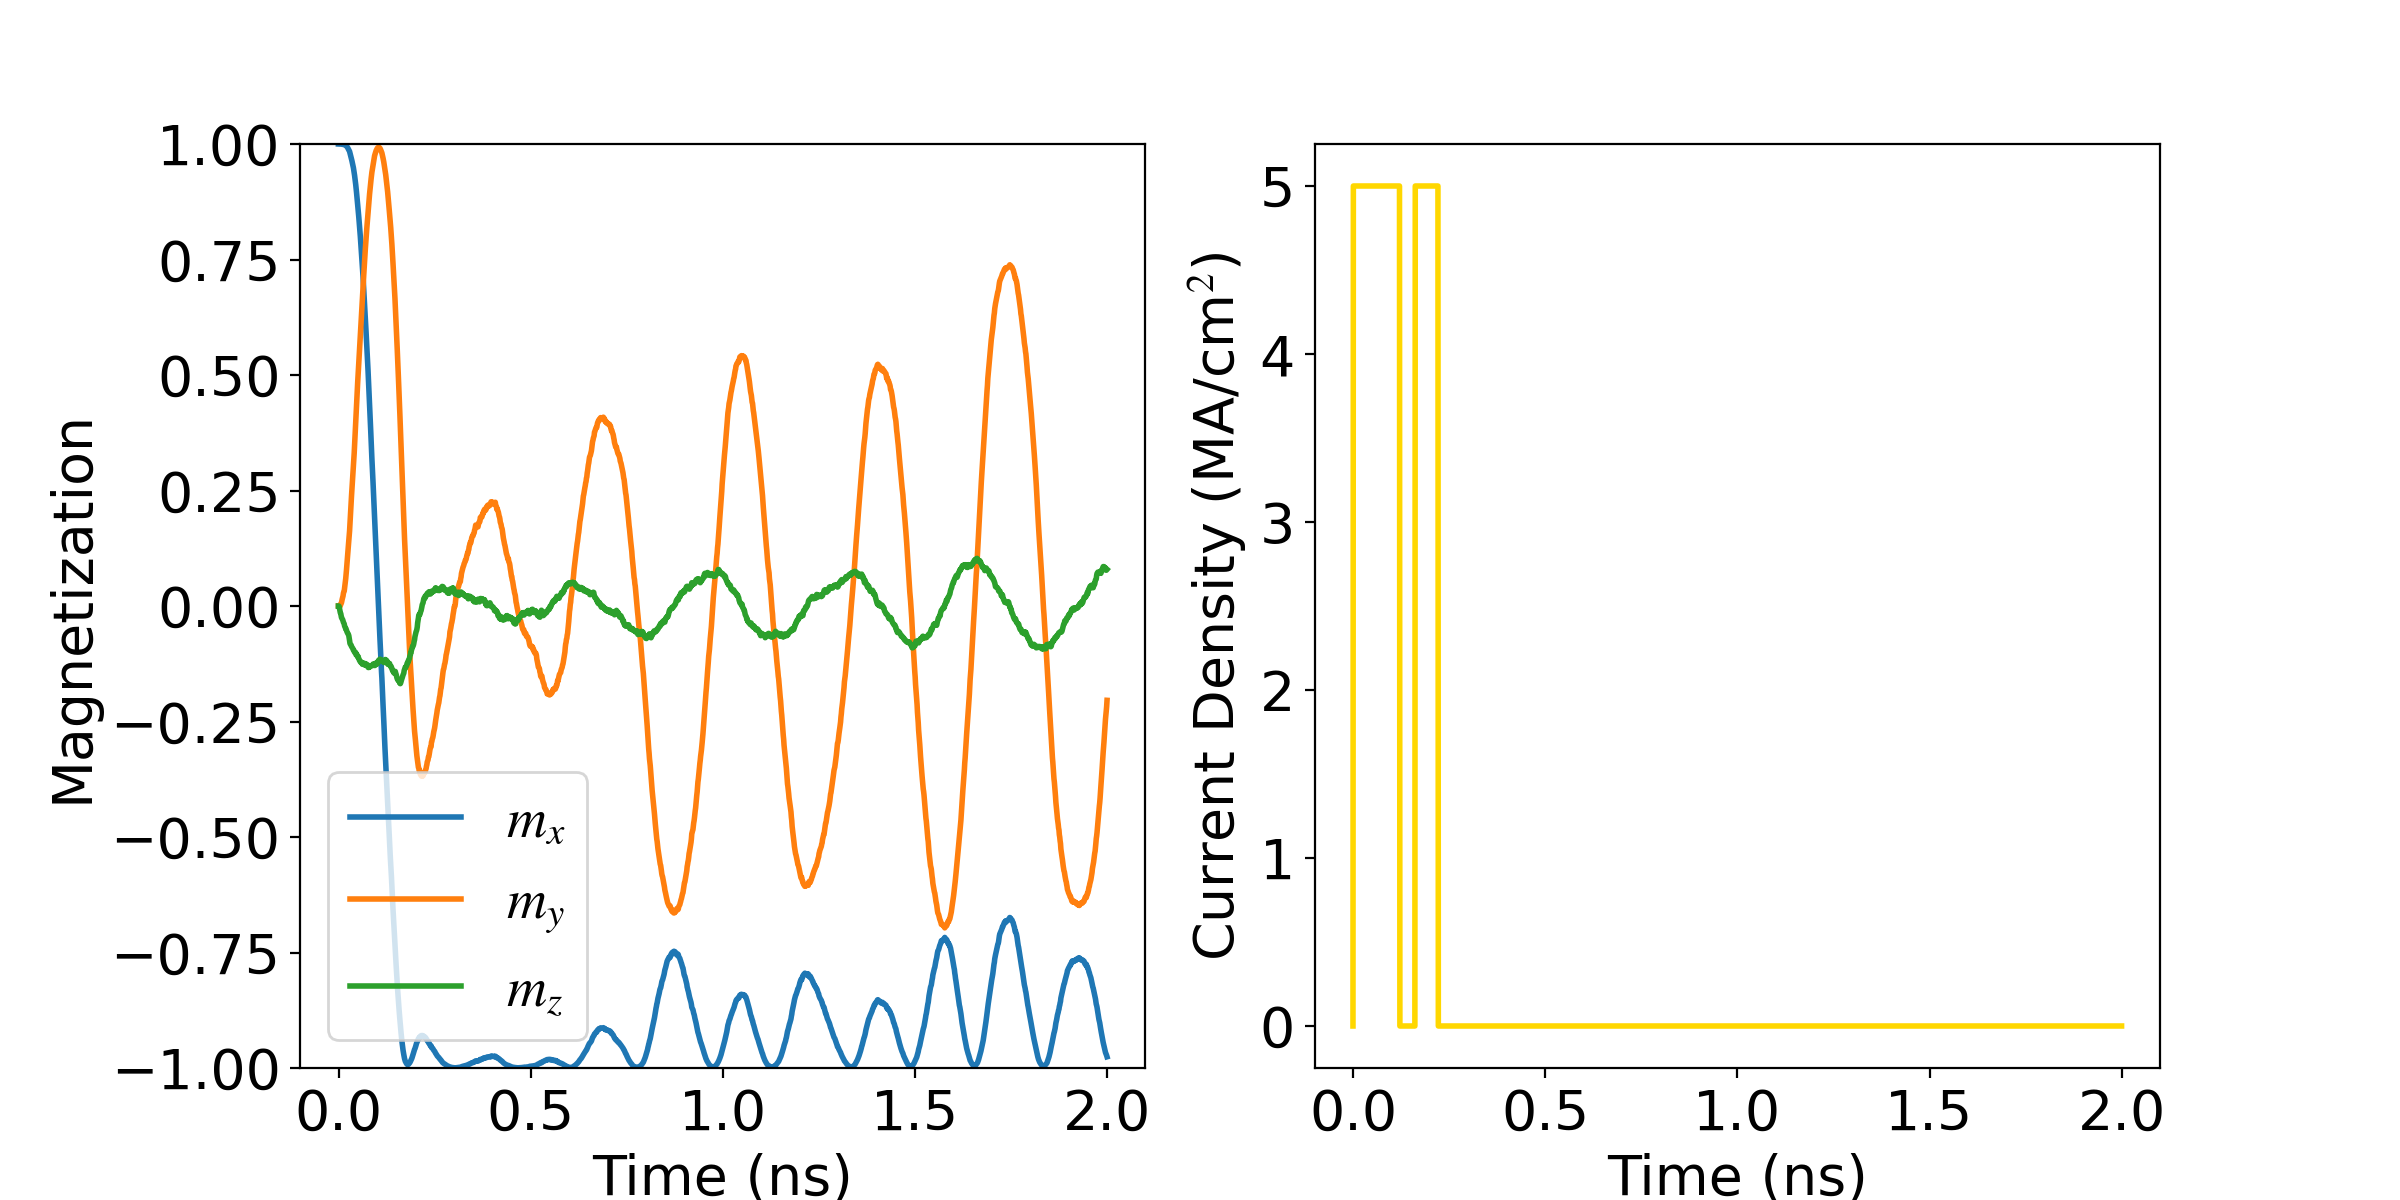 Magnetization
1.00
0.75
0.50
0.25
0.00
−0.25
−0.50
−0.75
−1.00
m_x
m_y
m_z
0.0 0.5 1.0 1.5 2.0
Time (ns)
Current Density (MA/cm²)
5
4
3
2
1
0
0.0 0.5 1.0 1.5 2.0
Time (ns)